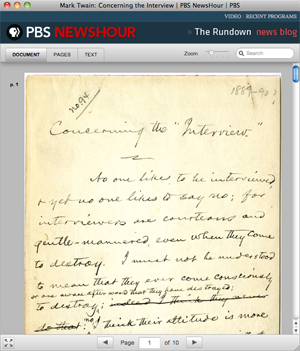 Mark Twain: Concerning the Interview | PBS NewsHour | PBS
VIDEO RECENT PROGRAMS
PBS NEWSHOUR
The Rundown news blog
DOCUMENT PAGES TEXT Zoom Search
p. 1
no. 94
1889-90?
Concerning the "Interview."
No one likes to be interviewed,
& yet no one likes to say no; for
interviewers are courteous and
gentle-mannered, even when they come
to destroy. I must not be understood
to mean that they ever come consciously
or are aware afterward that they have destroyed;
to destroy; indeed I think they never
do that; no, I think their attitude is more
Page 1 of 10